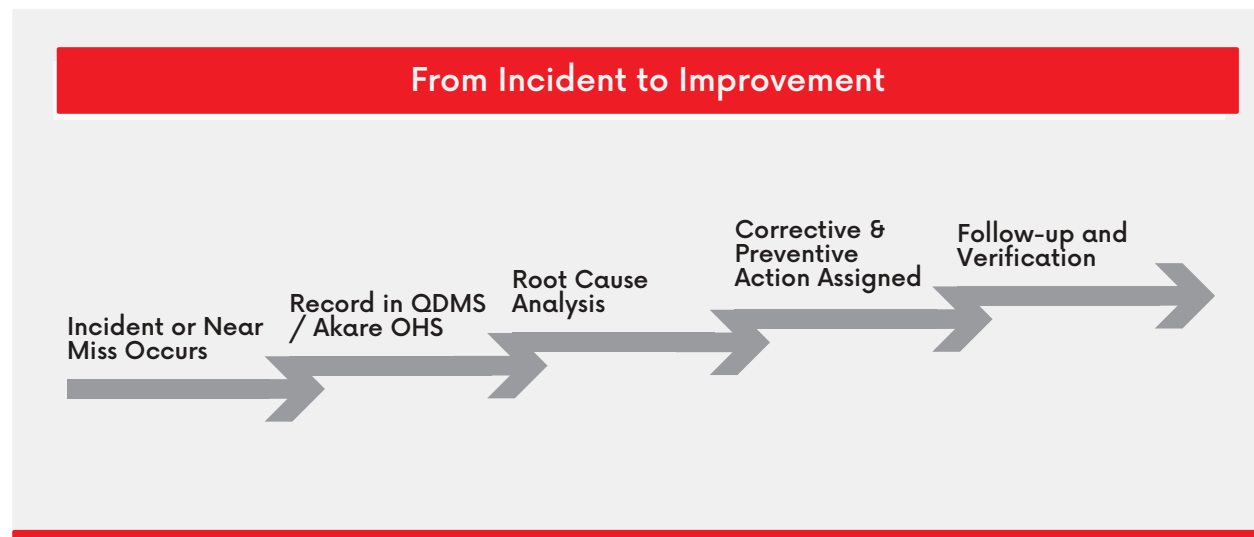 From Incident to Improvement
Incident or Near
Miss Occurs
Record in QDMS
/ Akare OHS
Root Cause
Analysis
Corrective &
Preventive
Action Assigned
Follow-up and
Verification